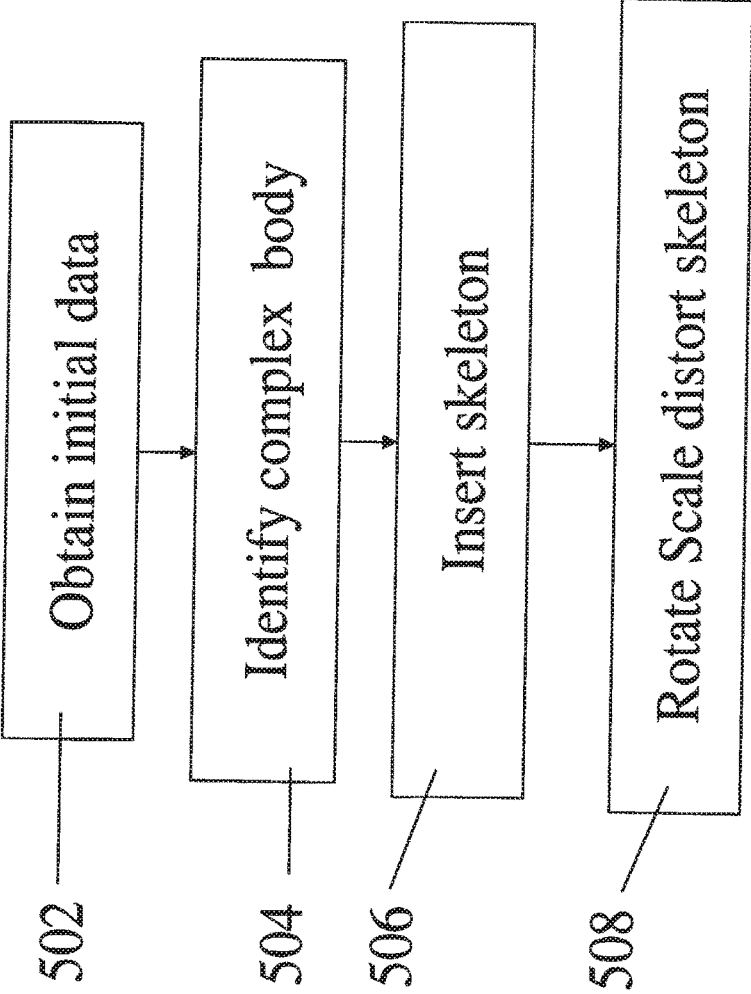 502
Obtain initial data
504
Identify complex body
506
Insert skeleton
508
Rotate Scale distort skeleton